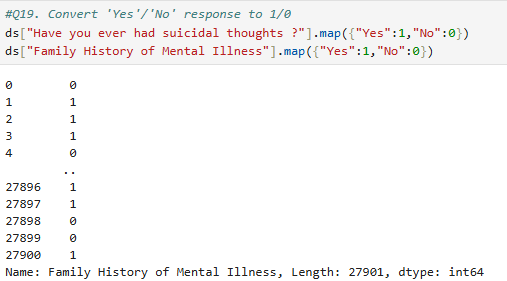 #Q19. Convert 'Yes'/'No' response to 1/0
ds["Have you ever had suicidal thoughts ?"].map({"Yes":1,"No":0})
ds["Family History of Mental Illness"].map({"Yes":1,"No":0})
0 0
1 1
2 1
3 1
4 0
..
27896 1
27897 1
27898 0
27899 0
27900 1
Name: Family History of Mental Illness, Length: 27901, dtype: int64